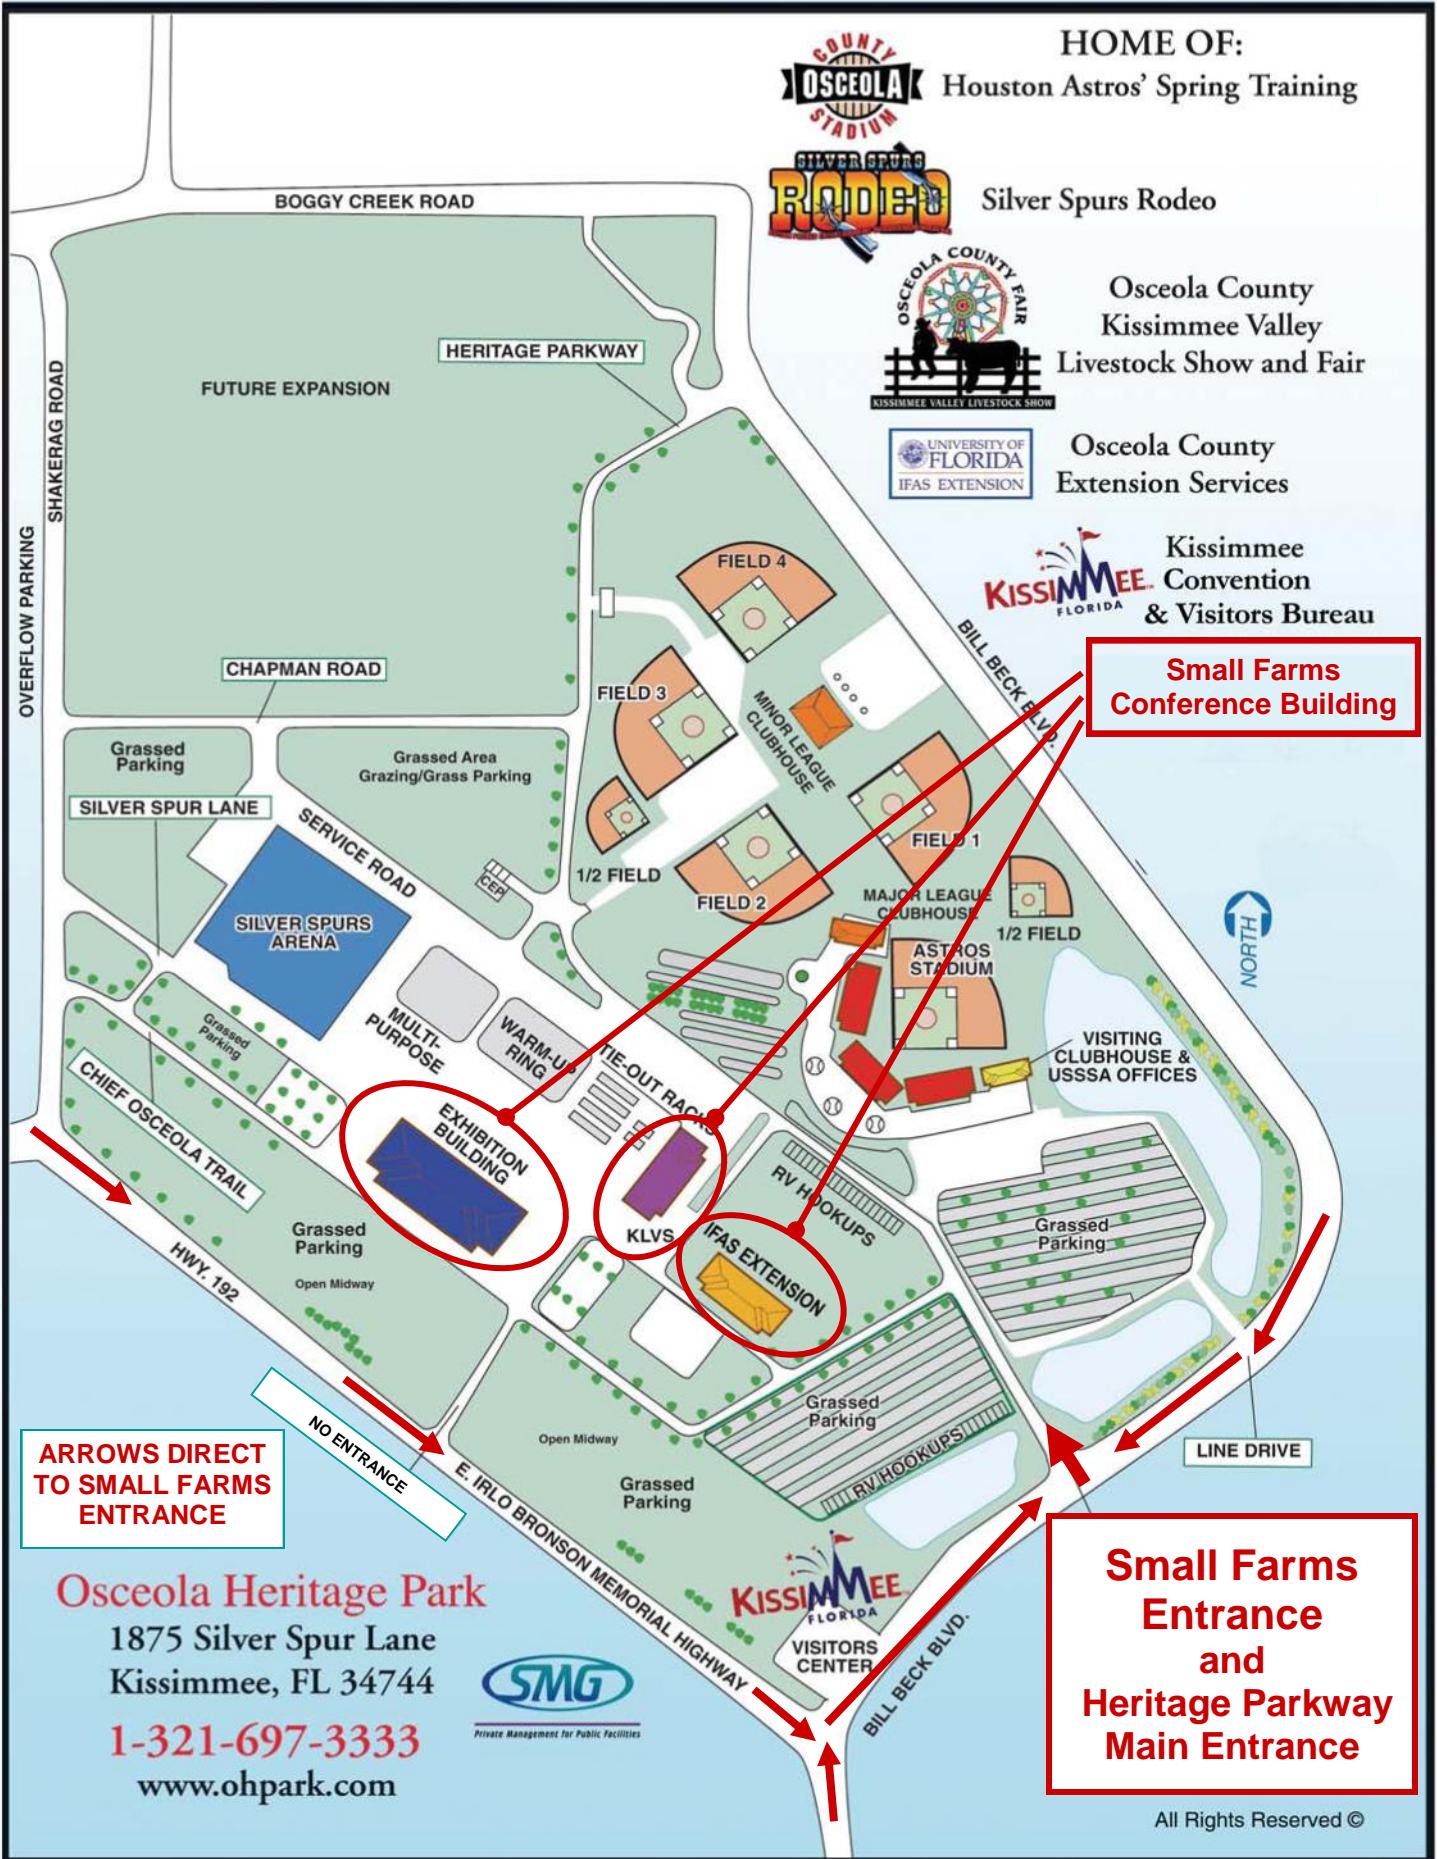 COUNTY
OSCEOLA
STADIUM
HOME OF:
Houston Astros' Spring Training
SILVER SPURS
RODEO
Silver Spurs Rodeo
OSCEOLA COUNTY FAIR
KISSIMMEE VALLEY LIVESTOCK SHOW
Osceola County
Kissimmee Valley
Livestock Show and Fair
UNIVERSITY OF
FLORIDA
IFAS EXTENSION
Osceola County
Extension Services
KISSIMMEE
FLORIDA
Kissimmee
Convention
& Visitors Bureau
Small Farms
Conference Building
BOGGY CREEK ROAD
HERITAGE PARKWAY
FUTURE EXPANSION
SHAKERAG ROAD
OVERFLOW PARKING
CHAPMAN ROAD
FIELD 4
FIELD 3
BILL BECK BLVD.
MINOR LEAGUE
CLUBHOUSE
Grassed
Parking
Grassed Area
Grazing/Grass Parking
SILVER SPUR LANE
SERVICE ROAD
CEP
1/2 FIELD
FIELD 2
FIELD 1
MAJOR LEAGUE
CLUBHOUSE
1/2 FIELD
ASTROS
STADIUM
NORTH
SILVER SPURS
ARENA
Grassed
Parking
MULTI-
PURPOSE
WARM-UP
RING
TIE-OUT RACKS
VISITING
CLUBHOUSE &
USSSA OFFICES
CHIEF OSCEOLA TRAIL
EXHIBITION
BUILDING
KLVS
RV HOOKUPS
IFAS EXTENSION
Grassed
Parking
HWY. 192
Grassed
Parking
Open Midway
NO ENTRANCE
Grassed
Parking
RV HOOKUPS
Open Midway
Grassed
Parking
LINE DRIVE
ARROWS DIRECT
TO SMALL FARMS
ENTRANCE
E. IRLO BRONSON MEMORIAL HIGHWAY
KISSIMMEE
FLORIDA
VISITORS
CENTER
BILL BECK BLVD.
Small Farms
Entrance
and
Heritage Parkway
Main Entrance
Osceola Heritage Park
1875 Silver Spur Lane
Kissimmee, FL 34744
1-321-697-3333
www.ohpark.com
SMG
Private Management for Public Facilities
All Rights Reserved ©